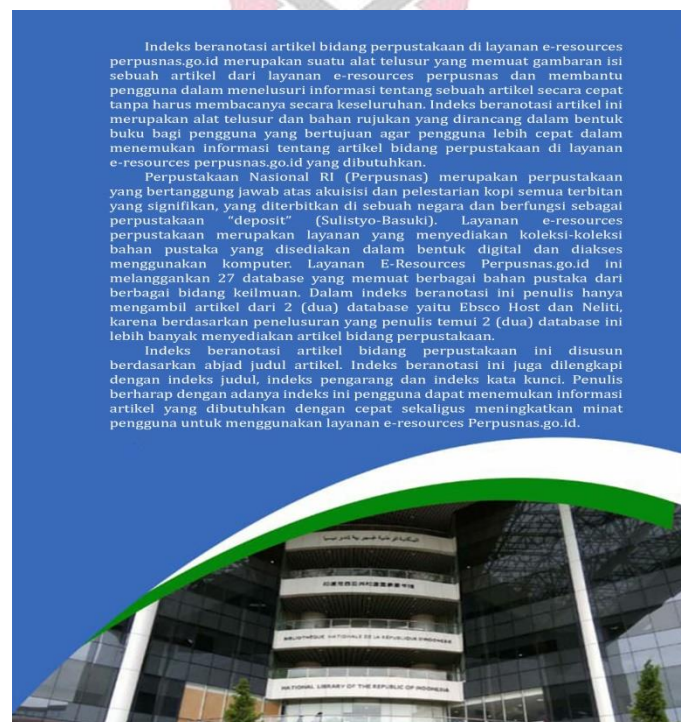 Indeks beranotasi artikel bidang perpustakaan di layanan e-resources
perpusnas.go.id merupakan suatu alat telusur yang memuat gambaran isi
sebuah artikel dari layanan e-resources perpusnas dan membantu
pengguna dalam menelusuri informasi tentang sebuah artikel secara cepat
tanpa harus membacanya secara keseluruhan. Indeks beranotasi artikel ini
merupakan alat telusur dan bahan rujukan yang dirancang dalam bentuk
buku bagi pengguna yang bertujuan agar pengguna lebih cepat dalam
menemukan informasi tentang artikel bidang perpustakaan di layanan
e-resources perpusnas.go.id yang dibutuhkan.
Perpustakaan Nasional RI (Perpusnas) merupakan perpustakaan
yang bertanggung jawab atas akuisisi dan pelestarian kopi semua terbitan
yang signifikan, yang diterbitkan di sebuah negara dan berfungsi sebagai
perpustakaan “deposit” (Sulistyo-Basuki). Layanan e-resources
perpustakaan merupakan layanan yang menyediakan koleksi-koleksi
bahan pustaka yang disediakan dalam bentuk digital dan diakses
menggunakan komputer. Layanan E-Resources Perpusnas.go.id ini
melanggankan 27 database yang memuat berbagai bahan pustaka dari
berbagai bidang keilmuan. Dalam indeks beranotasi ini penulis hanya
mengambil artikel dari 2 (dua) database yaitu Ebsco Host dan Neliti,
karena berdasarkan penelusuran yang penulis temui 2 (dua) database ini
lebih banyak menyediakan artikel bidang perpustakaan.
Indeks beranotasi artikel bidang perpustakaan ini disusun
berdasarkan abjad judul artikel. Indeks beranotasi ini juga dilengkapi
dengan indeks judul, indeks pengarang dan indeks kata kunci. Penulis
berharap dengan adanya indeks ini pengguna dapat menemukan informasi
artikel yang dibutuhkan dengan cepat sekaligus meningkatkan minat
pengguna untuk menggunakan layanan e-resources Perpusnas.go.id.
BIBLIOTHÈQUE NATIONALE DE LA RÉPUBLIQUE D'INDONÉSIE
NATIONAL LIBRARY OF THE REPUBLIC OF INDONESIA